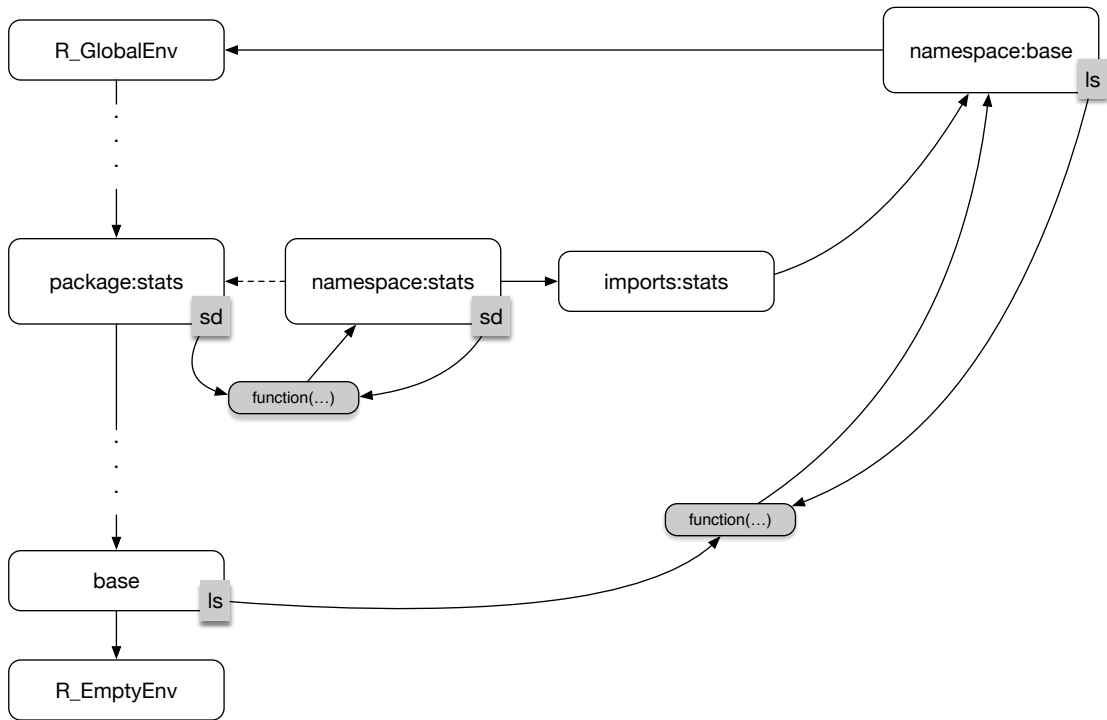 R_GlobalEnv
namespace:base
ls
package:stats
namespace:stats
imports:stats
sd
sd
function(…)
function(…)
base
ls
R_EmptyEnv